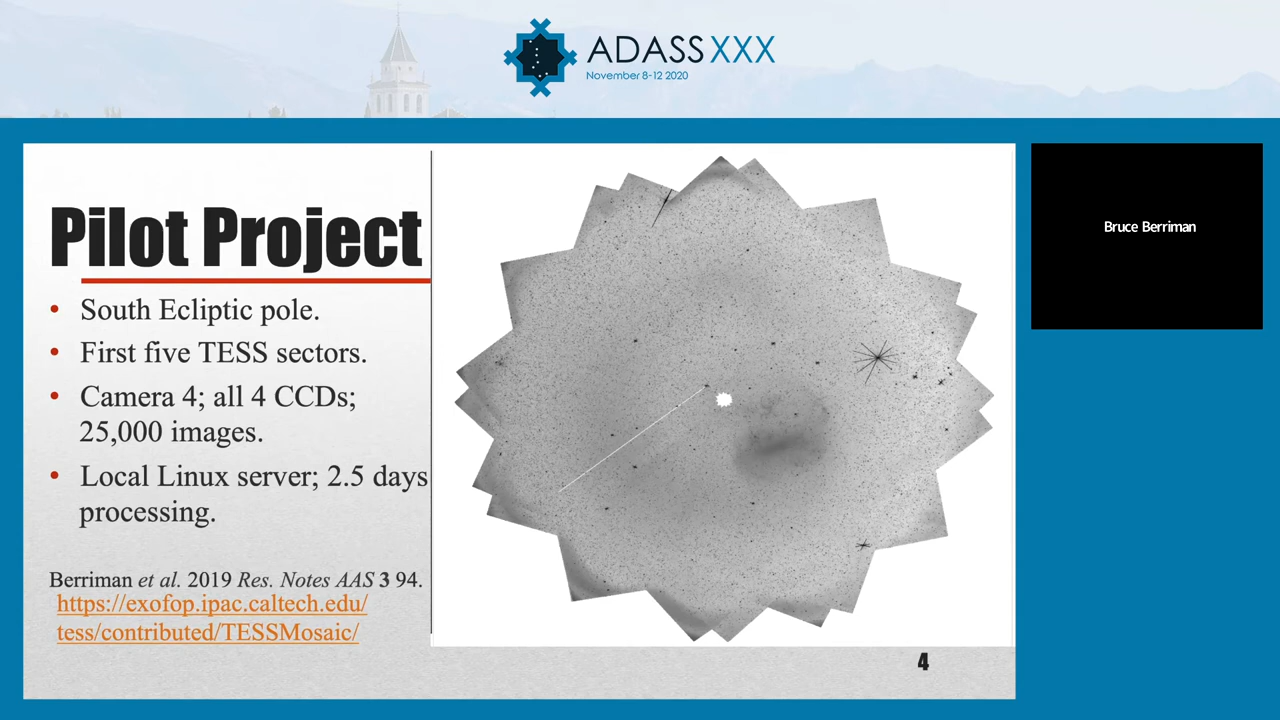 ADASS XXX
November 8-12 2020
Pilot Project
• South Ecliptic pole.
• First five TESS sectors.
• Camera 4; all 4 CCDs;
25,000 images.
• Local Linux server; 2.5 days
processing.
Berriman et al. 2019 Res. Notes AAS 3 94.
https://exofop.ipac.caltech.edu/
tess/contributed/TESSMosaic/
4
Bruce Berriman